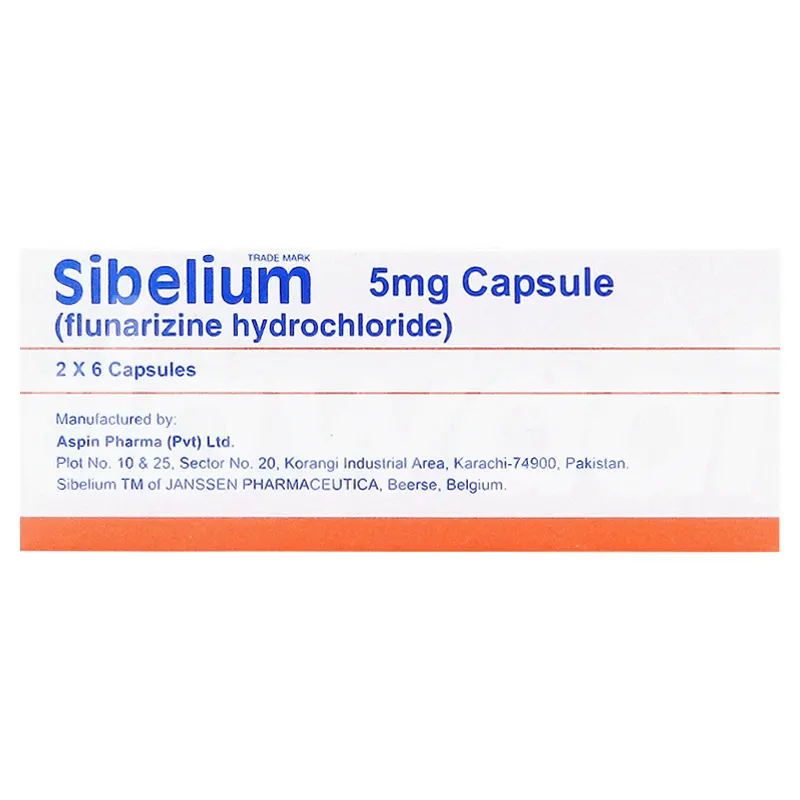 TRADE MARK
Sibelium 5mg Capsule
(flunarizine hydrochloride)
2 X 6 Capsules
Manufactured by:
Aspin Pharma (Pvt) Ltd.
Plot No. 10 & 25, Sector No. 20, Korangi Industrial Area, Karachi-74900, Pakistan.
Sibelium TM of JANSSEN PHARMACEUTICA, Beerse, Belgium.